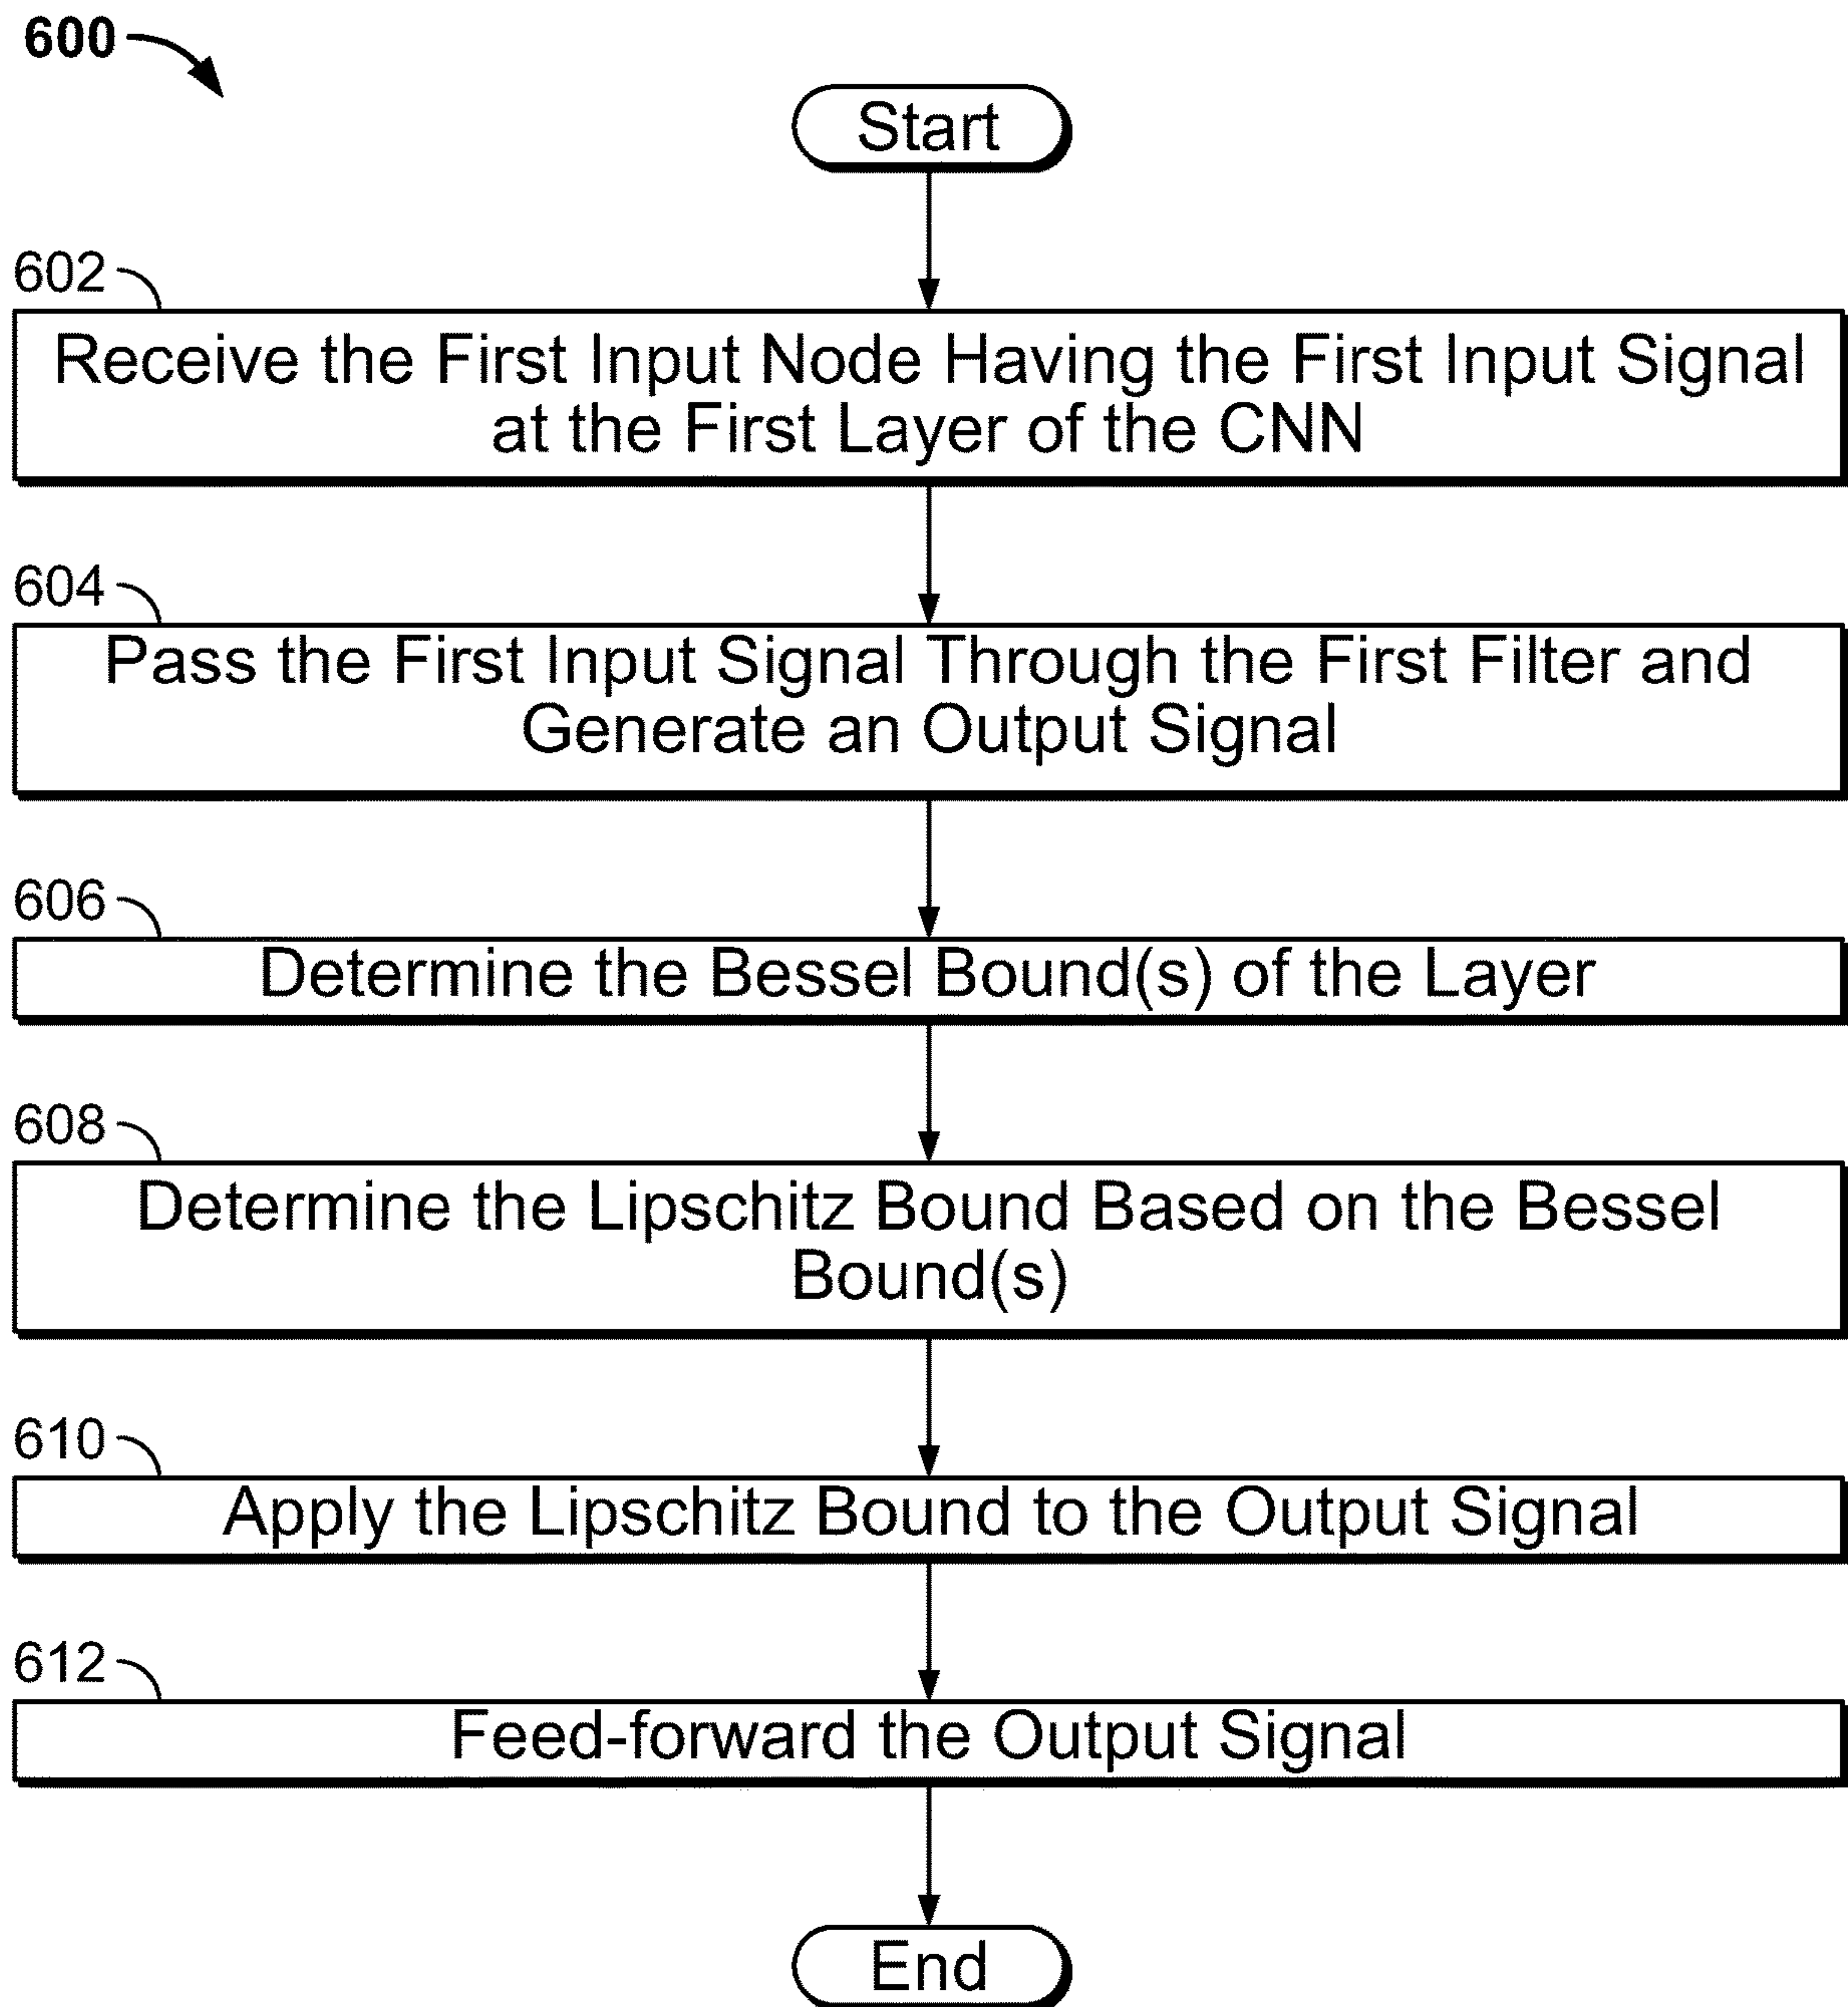 600
Start
602
Receive the First Input Node Having the First Input Signal
at the First Layer of the CNN
604
Pass the First Input Signal Through the First Filter and
Generate an Output Signal
606
Determine the Bessel Bound(s) of the Layer
608
Determine the Lipschitz Bound Based on the Bessel
Bound(s)
610
Apply the Lipschitz Bound to the Output Signal
612
Feed-forward the Output Signal
End